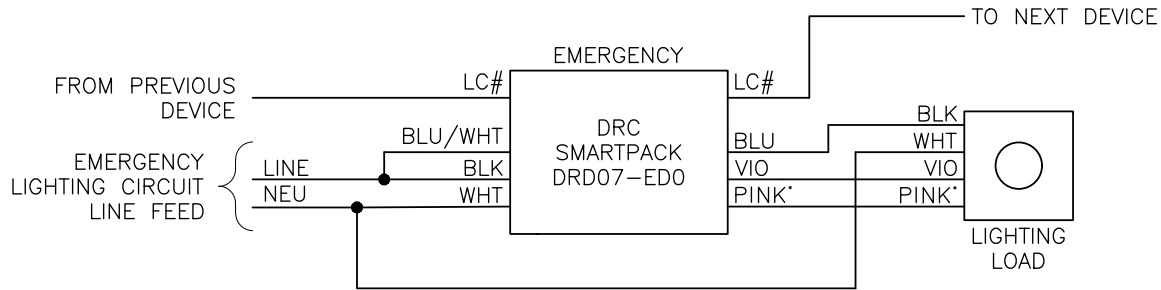 TO NEXT DEVICE
EMERGENCY
FROM PREVIOUS
DEVICE
LC#
LC#
DRC
SMARTPACK
DRD07-ED0
BLU/WHT
BLK
WHT
EMERGENCY
LIGHTING CIRCUIT
LINE FEED
LINE
NEU
BLU
VIO
PINK*
BLK
WHT
VIO
PINK*
LIGHTING
LOAD